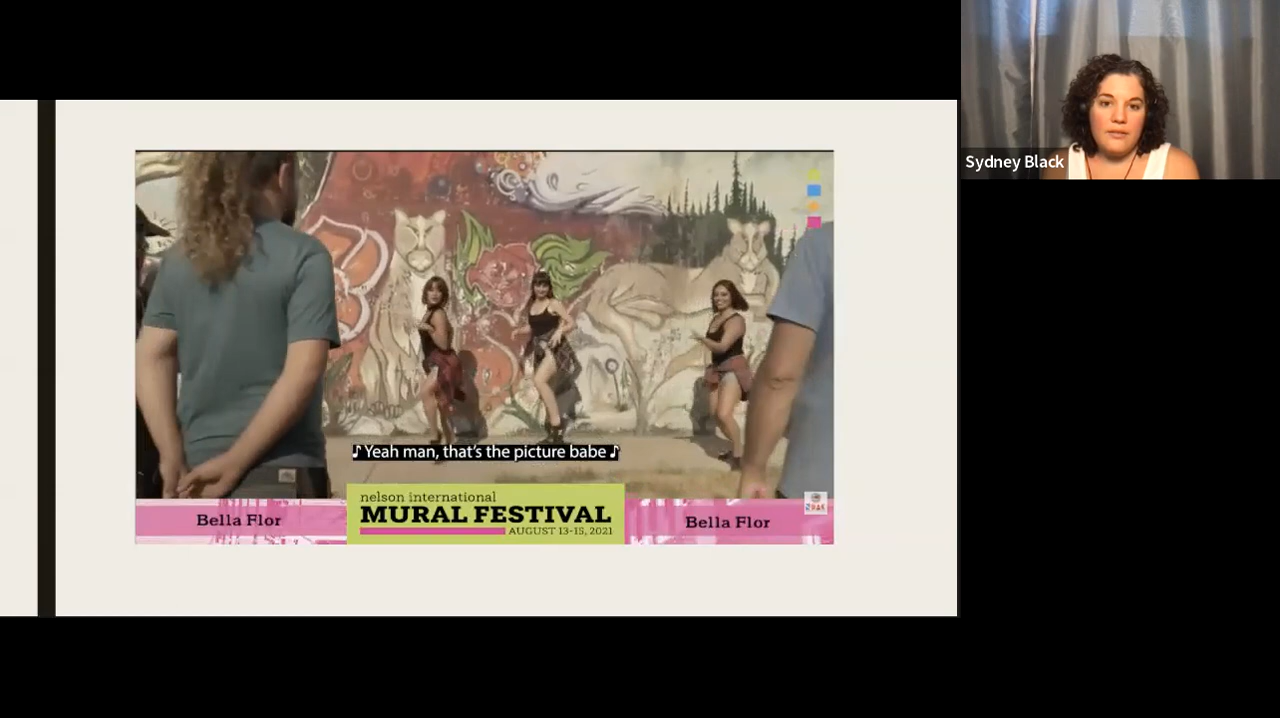 Sydney Black
♪ Yeah man, that's the picture babe ♪
Bella Flor
nelson international
MURAL FESTIVAL
AUGUST 13-15, 2021
Bella Flor